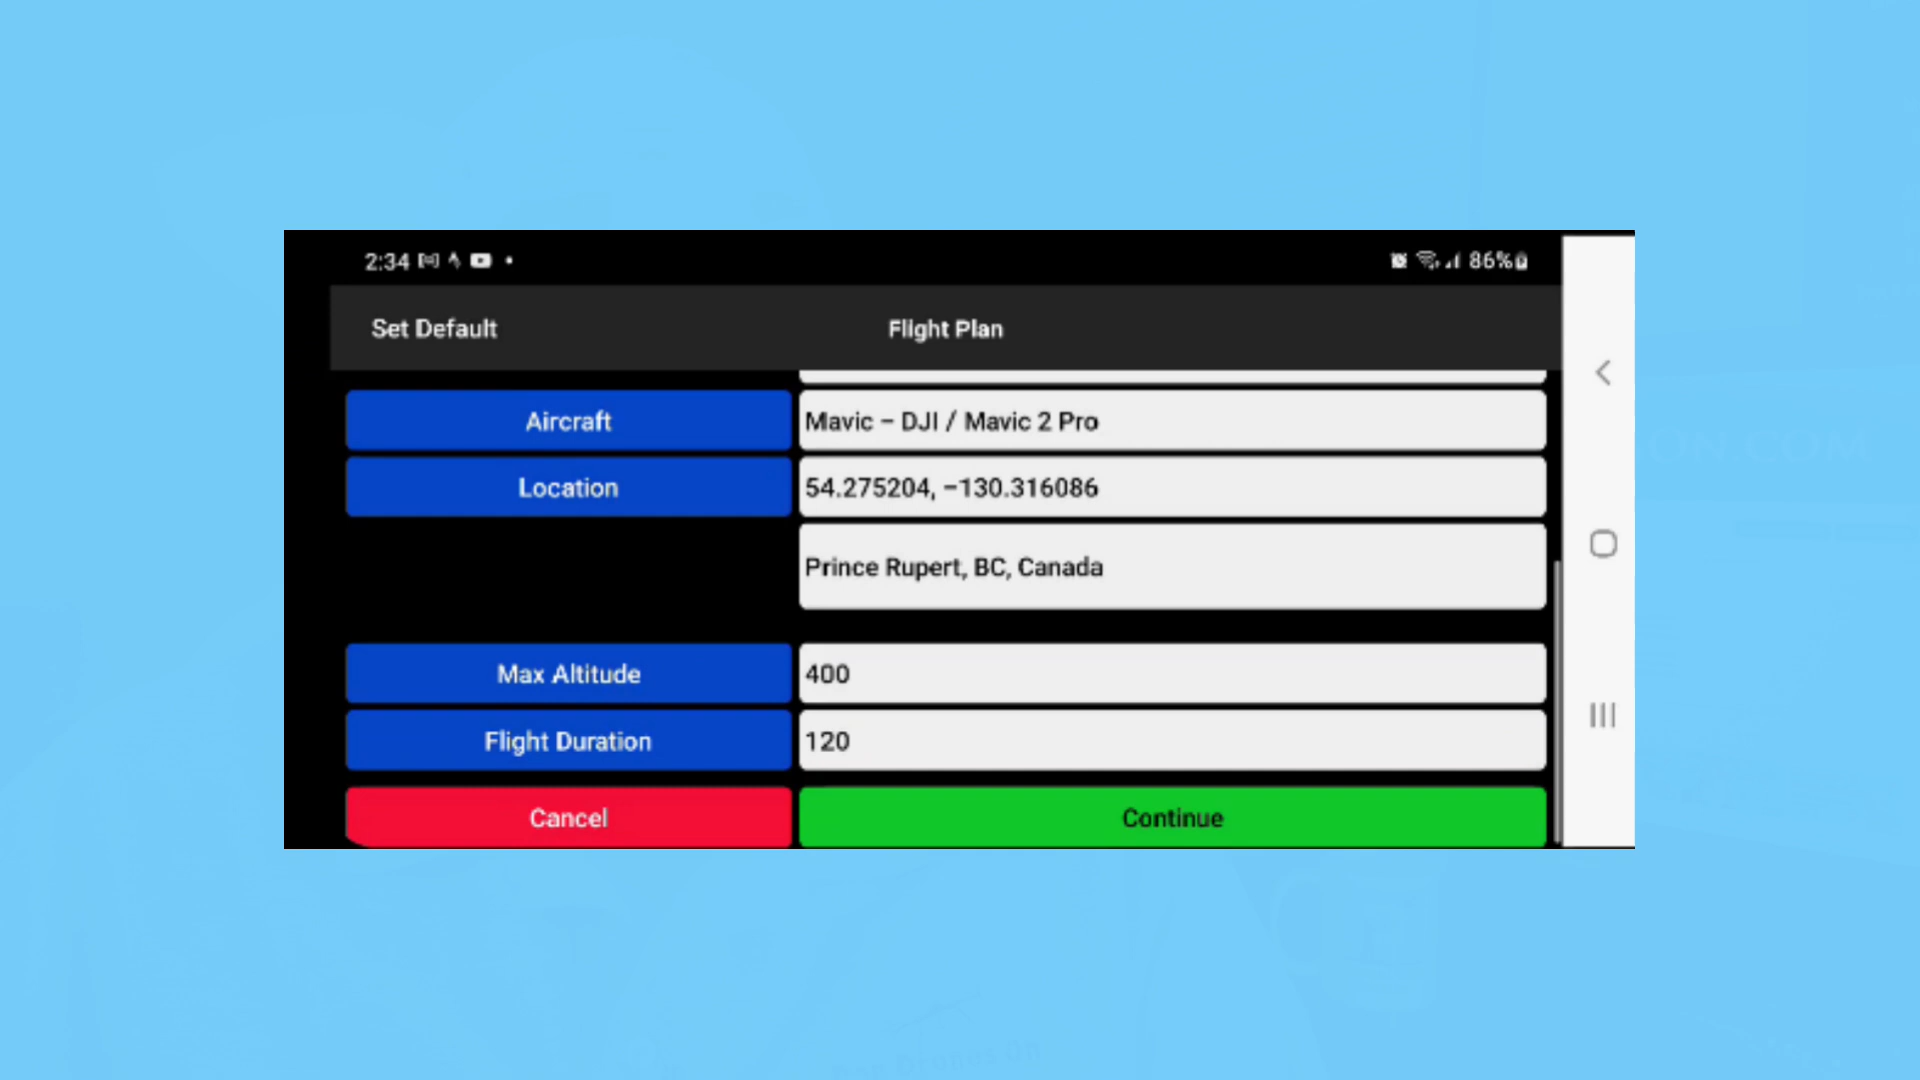 2:34 86%
Set Default Flight Plan
Aircraft Mavic – DJI / Mavic 2 Pro
Location 54.275204, –130.316086
Prince Rupert, BC, Canada
Max Altitude 400
Flight Duration 120
Cancel Continue